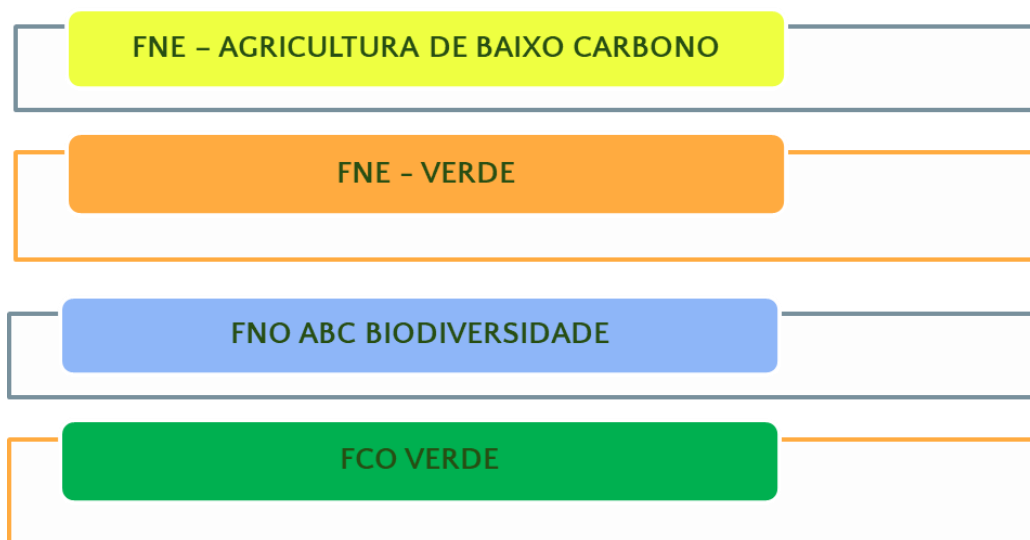 FNE – AGRICULTURA DE BAIXO CARBONO
FNE - VERDE
FNO ABC BIODIVERSIDADE
FCO VERDE